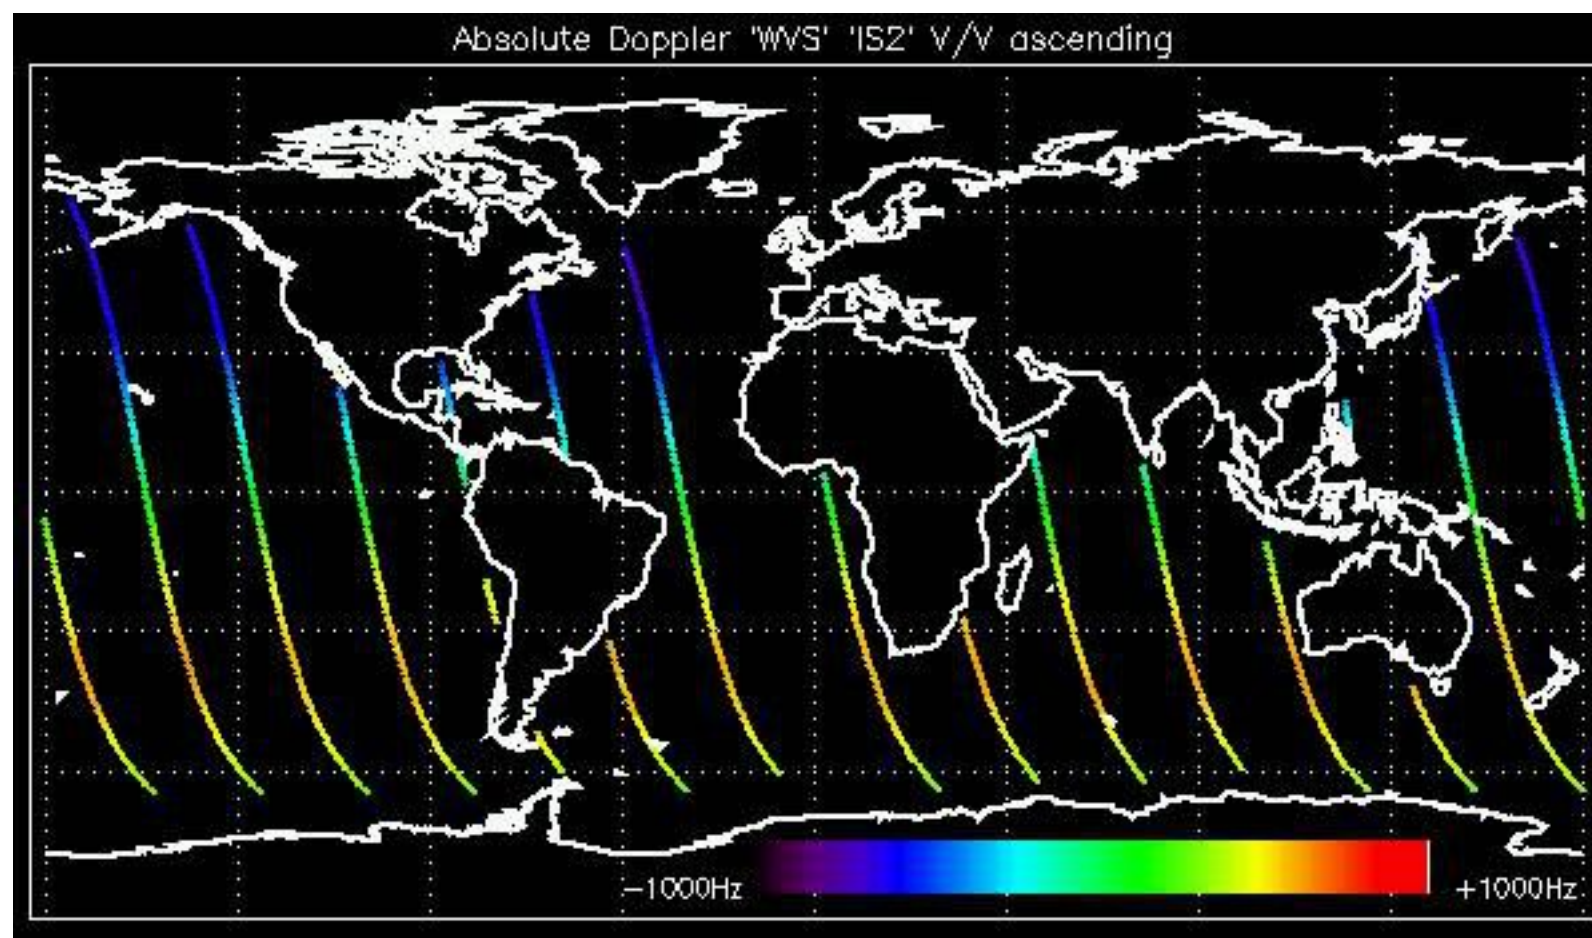 Absolute Doppler 'WVS' 'IS2' V/V ascending
-1000Hz +1000Hz